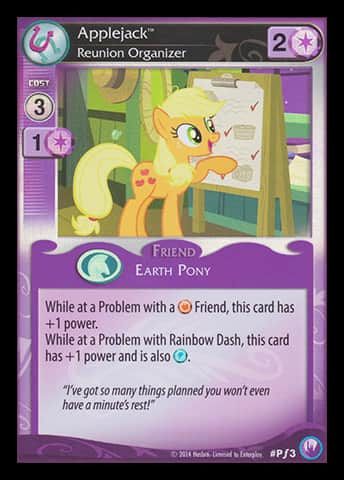 Applejack™
Reunion Organizer
2
COST
3
1
FRIEND
EARTH PONY
While at a Problem with a Friend, this card has
+1 power.
While at a Problem with Rainbow Dash, this card
has +1 power and is also .
"I've got so many things planned you won't even
have a minute's rest!"
© 2014 Hasbro. Licensed to Enterplay.
#Pf3